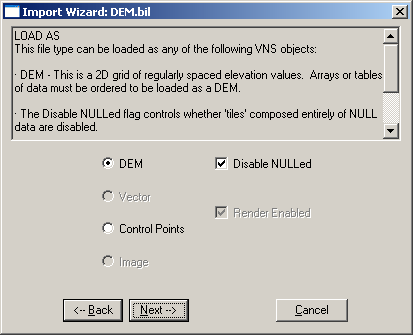 Import Wizard: DEM.bil
LOAD AS
This file type can be loaded as any of the following VNS objects:
· DEM - This is a 2D grid of regularly spaced elevation values. Arrays or tables
of data must be ordered to be loaded as a DEM.
· The Disable NULLed flag controls whether 'tiles' composed entirely of NULL
data are disabled.
DEM Disable NULLed
Vector
Render Enabled
Control Points
Image
<-- Back Next --> Cancel